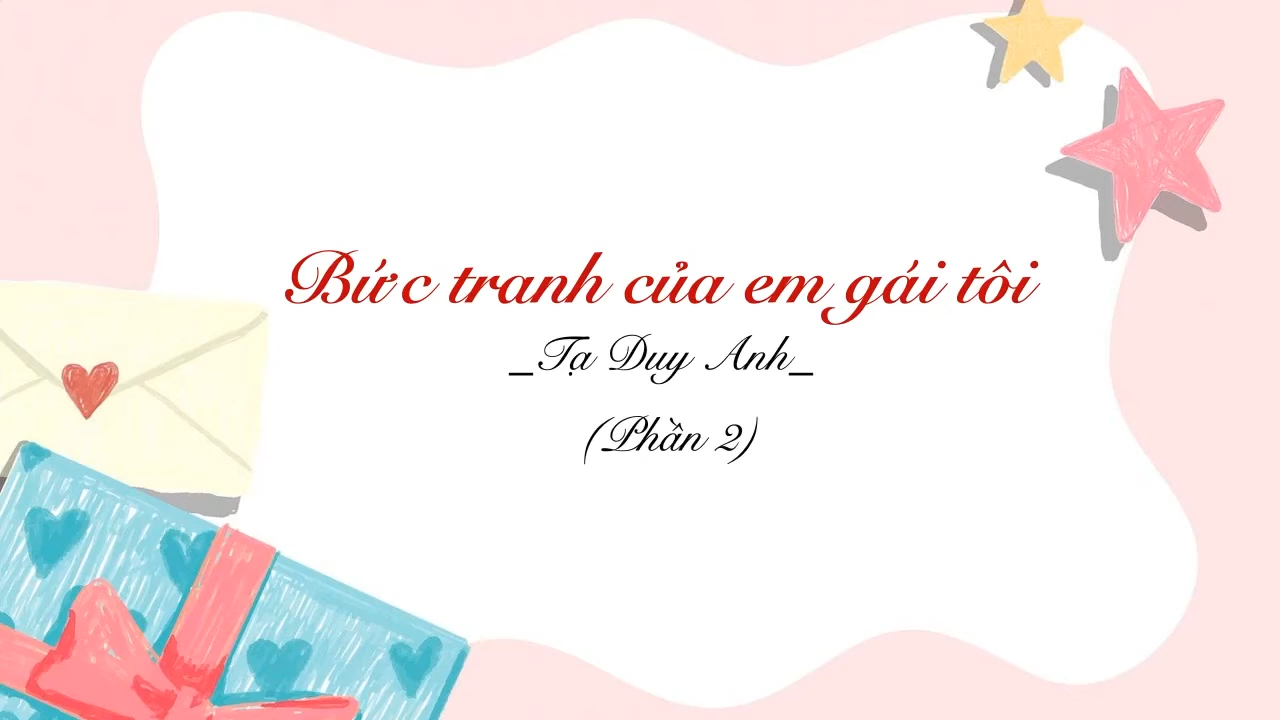 Bức tranh của em gái tôi
_Tạ Duy Anh_
(Phần 2)